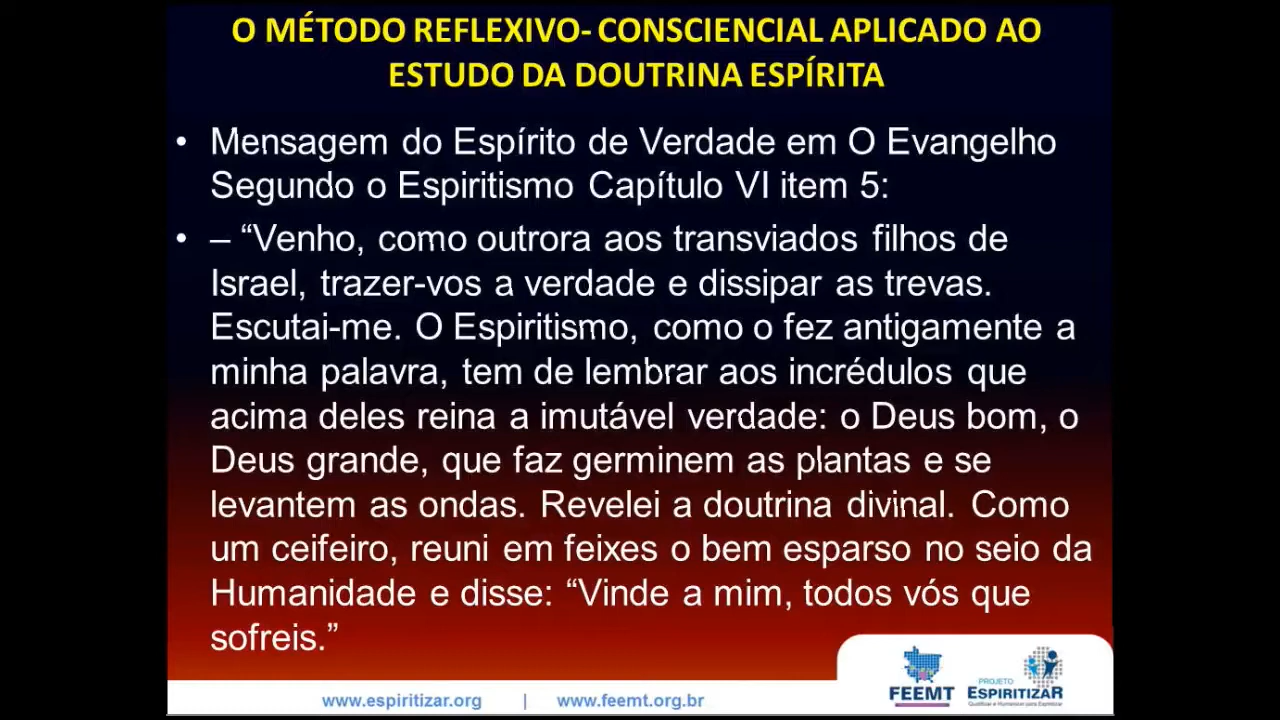 O MÉTODO REFLEXIVO- CONSCIENCIAL APLICADO AO
ESTUDO DA DOUTRINA ESPÍRITA
• Mensagem do Espírito de Verdade em O Evangelho
Segundo o Espiritismo Capítulo VI item 5:
• – “Venho, como outrora aos transviados filhos de
Israel, trazer-vos a verdade e dissipar as trevas.
Escutai-me. O Espiritismo, como o fez antigamente a
minha palavra, tem de lembrar aos incrédulos que
acima deles reina a imutável verdade: o Deus bom, o
Deus grande, que faz germinem as plantas e se
levantem as ondas. Revelei a doutrina divinal. Como
um ceifeiro, reuni em feixes o bem esparso no seio da
Humanidade e disse: “Vinde a mim, todos vós que
sofreis.”
www.espiritizar.org | www.feemt.org.br
FEEMT
PROJETO
ESPIRITIZAR
Qualificar e Humanizar para Espiritizar